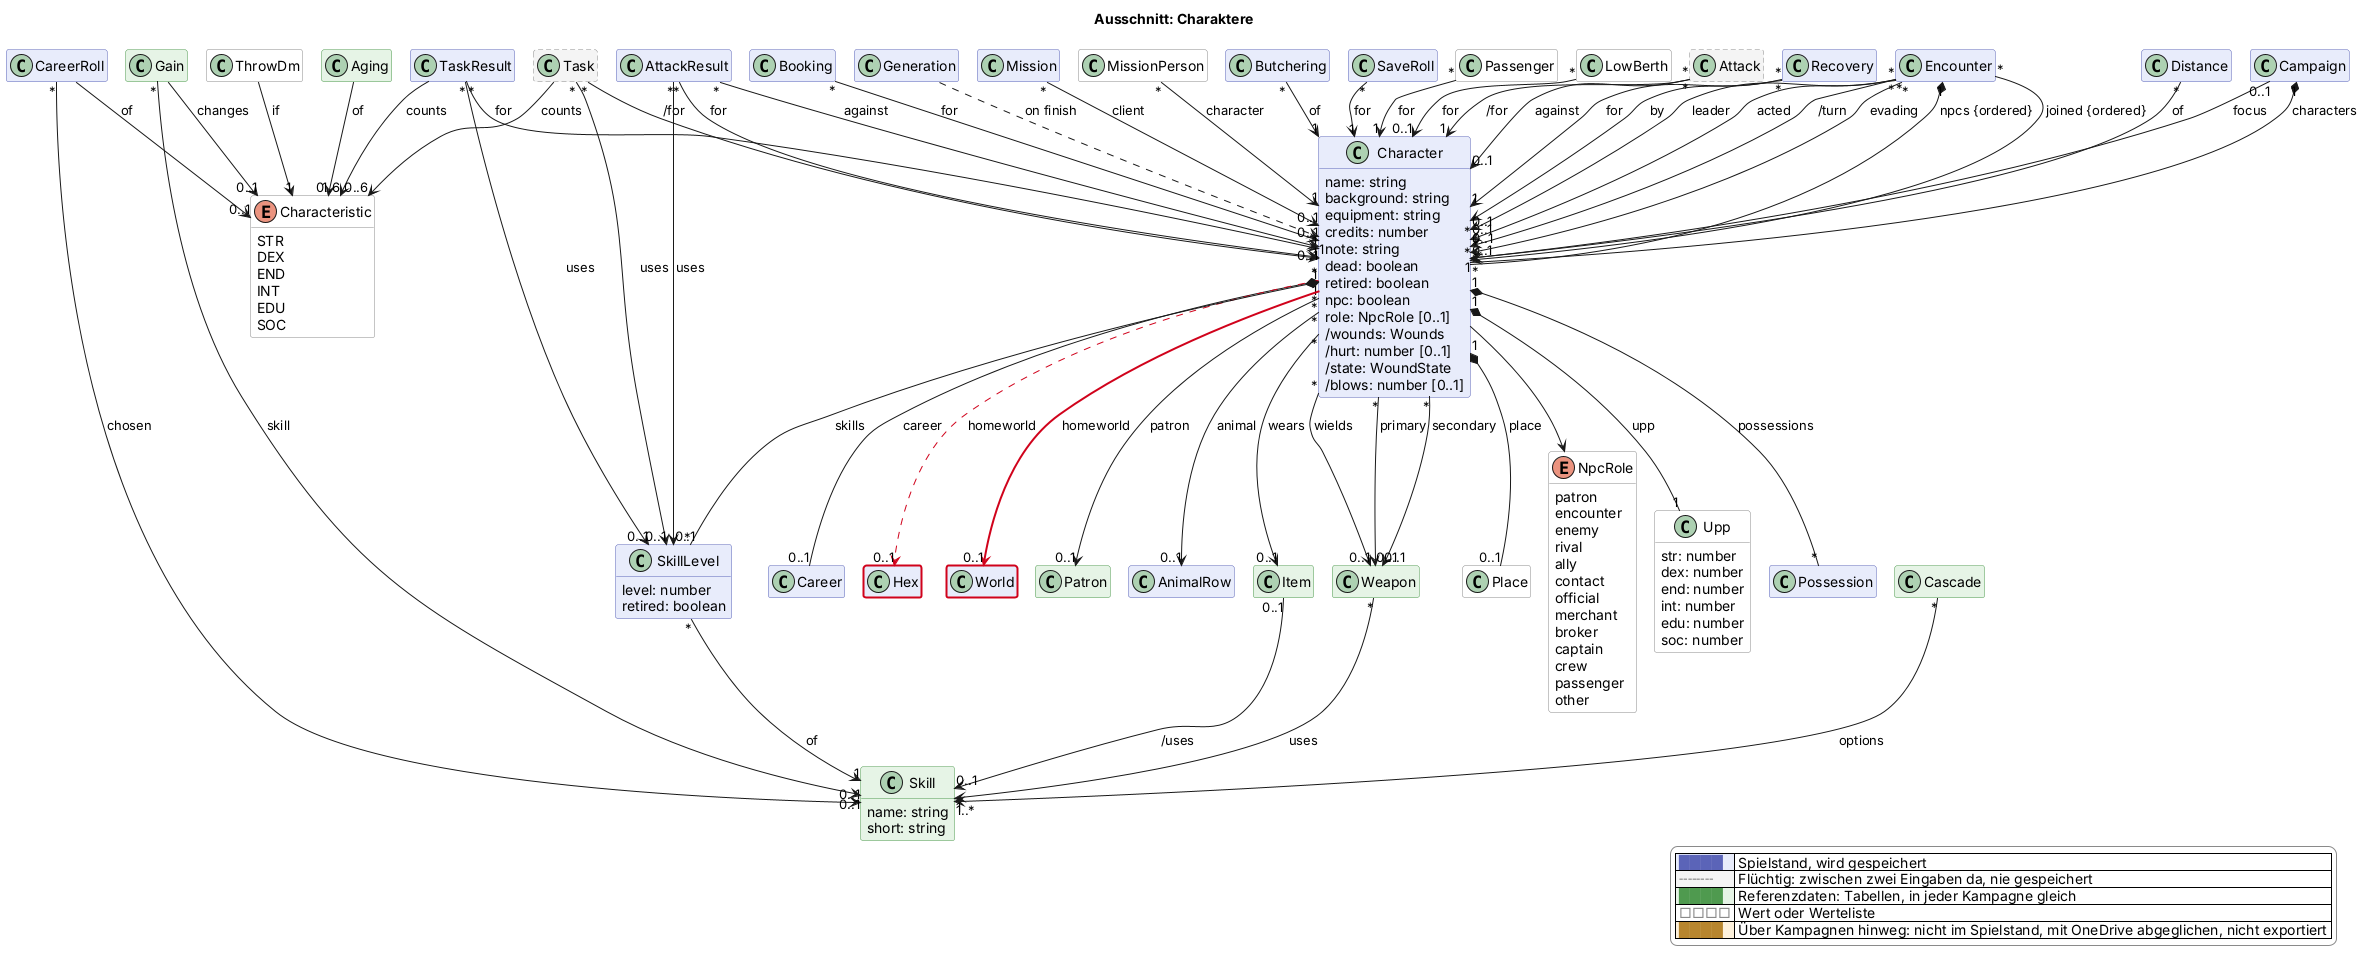 Ausschnitt: Charaktere
CareerRoll
Gain
ThrowDm
Aging
TaskResult
Task
AttackResult
Booking
Generation
Mission
MissionPerson
Butchering
SaveRoll
Passenger
LowBerth
Attack
Recovery
Encounter
Distance
Campaign
of
changes
if
of
counts
for
counts
/for
for
against
for
on finish
client
character
of
for
for
for
/for
against
for
by
leader
acted
/turn
evading
npcs {ordered}
joined {ordered}
of
focus
characters
Characteristic
STR
DEX
END
INT
EDU
SOC
Character
name: string
background: string
equipment: string
credits: number
note: string
dead: boolean
retired: boolean
npc: boolean
role: NpcRole [0..1]
/wounds: Wounds
/hurt: number [0..1]
/state: WoundState
/blows: number [0..1]
uses
uses
uses
chosen
skill
skills
career
homeworld
homeworld
patron
animal
wears
wields
primary
secondary
place
upp
possessions
SkillLevel
level: number
retired: boolean
Career
Hex
World
Patron
AnimalRow
Item
Weapon
Place
NpcRole
patron
encounter
enemy
rival
ally
contact
official
merchant
broker
captain
crew
passenger
other
Upp
str: number
dex: number
end: number
int: number
edu: number
soc: number
Possession
Cascade
of
/uses
uses
options
Skill
name: string
short: string
Spielstand, wird gespeichert
Flüchtig: zwischen zwei Eingaben da, nie gespeichert
Referenzdaten: Tabellen, in jeder Kampagne gleich
Wert oder Werteliste
Über Kampagnen hinweg: nicht im Spielstand, mit OneDrive abgeglichen, nicht exportiert